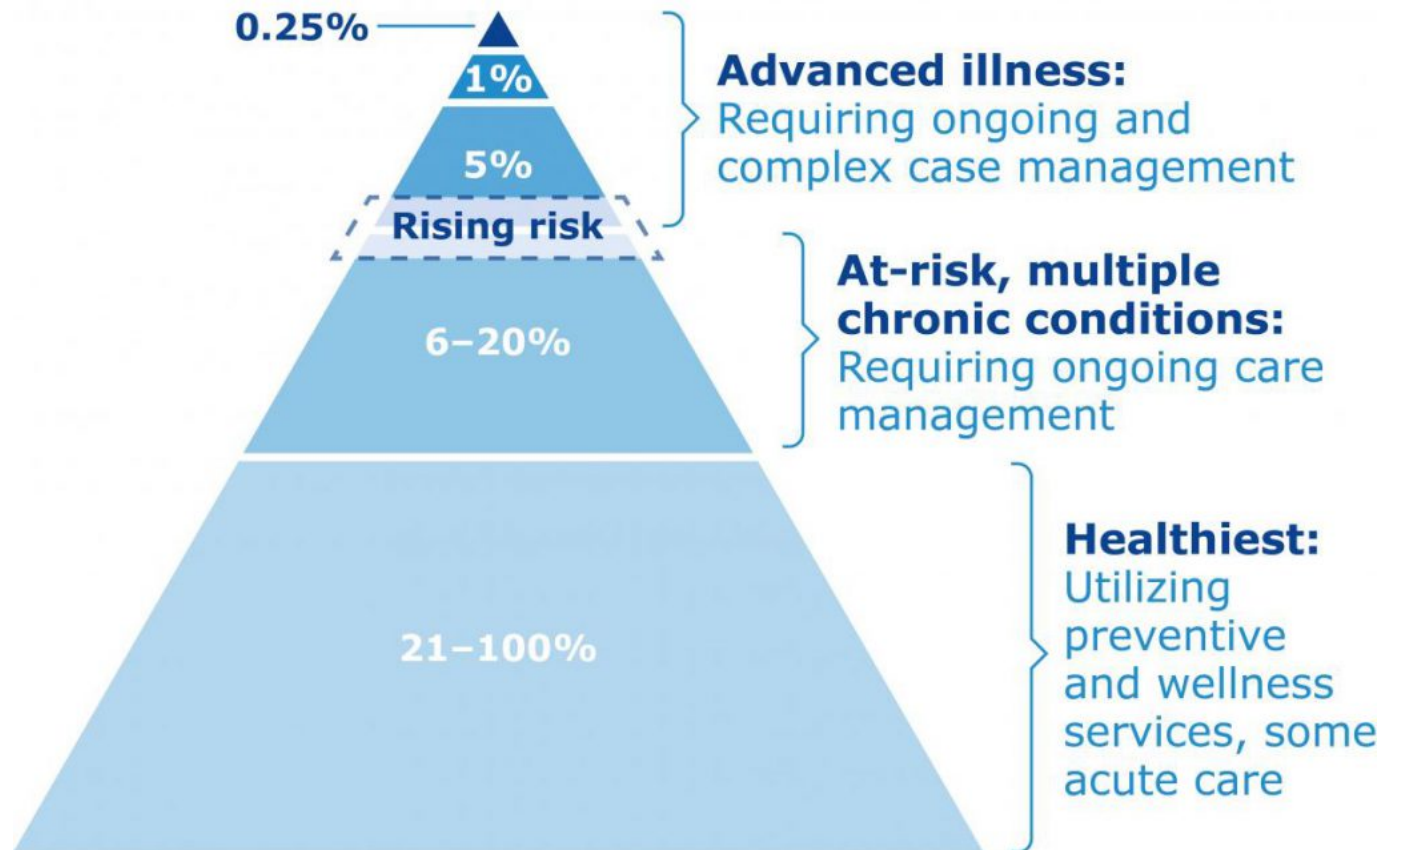 0.25%
1%
5%
Advanced illness:
Requiring ongoing and
complex case management
Rising risk
At-risk, multiple
chronic conditions:
Requiring ongoing care
management
6–20%
Healthiest:
Utilizing
preventive
and wellness
services, some
acute care
21–100%